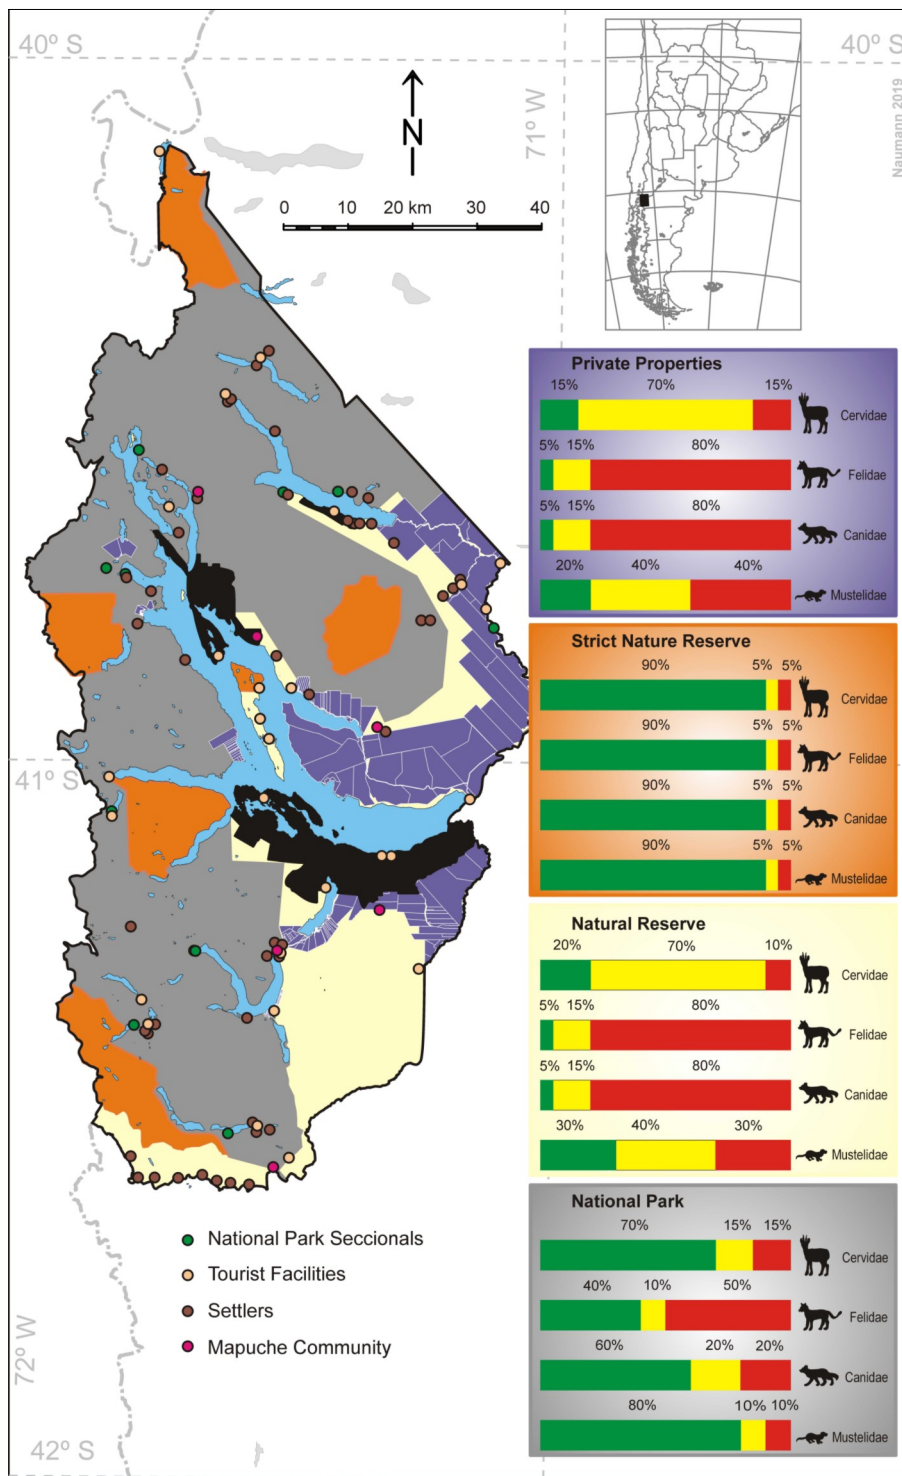 40º S
40º S
71º W
Naumann 2019
N
0 10 20 km 40
Private Properties
15% 70% 15%
Cervidae
5% 15% 80%
Felidae
5% 15% 80%
Canidae
20% 40% 40%
Mustelidae
Strict Nature Reserve
90% 5% 5%
Cervidae
90% 5% 5%
Felidae
90% 5% 5%
Canidae
90% 5% 5%
Mustelidae
41º S
Natural Reserve
20% 70% 10%
Cervidae
5% 15% 80%
Felidae
5% 15% 80%
Canidae
30% 40% 30%
Mustelidae
National Park
70% 15% 15%
Cervidae
40% 10% 50%
Felidae
60% 20% 20%
Canidae
80% 10% 10%
Mustelidae
National Park Seccionals
Tourist Facilities
Settlers
Mapuche Community
72º W
42º S